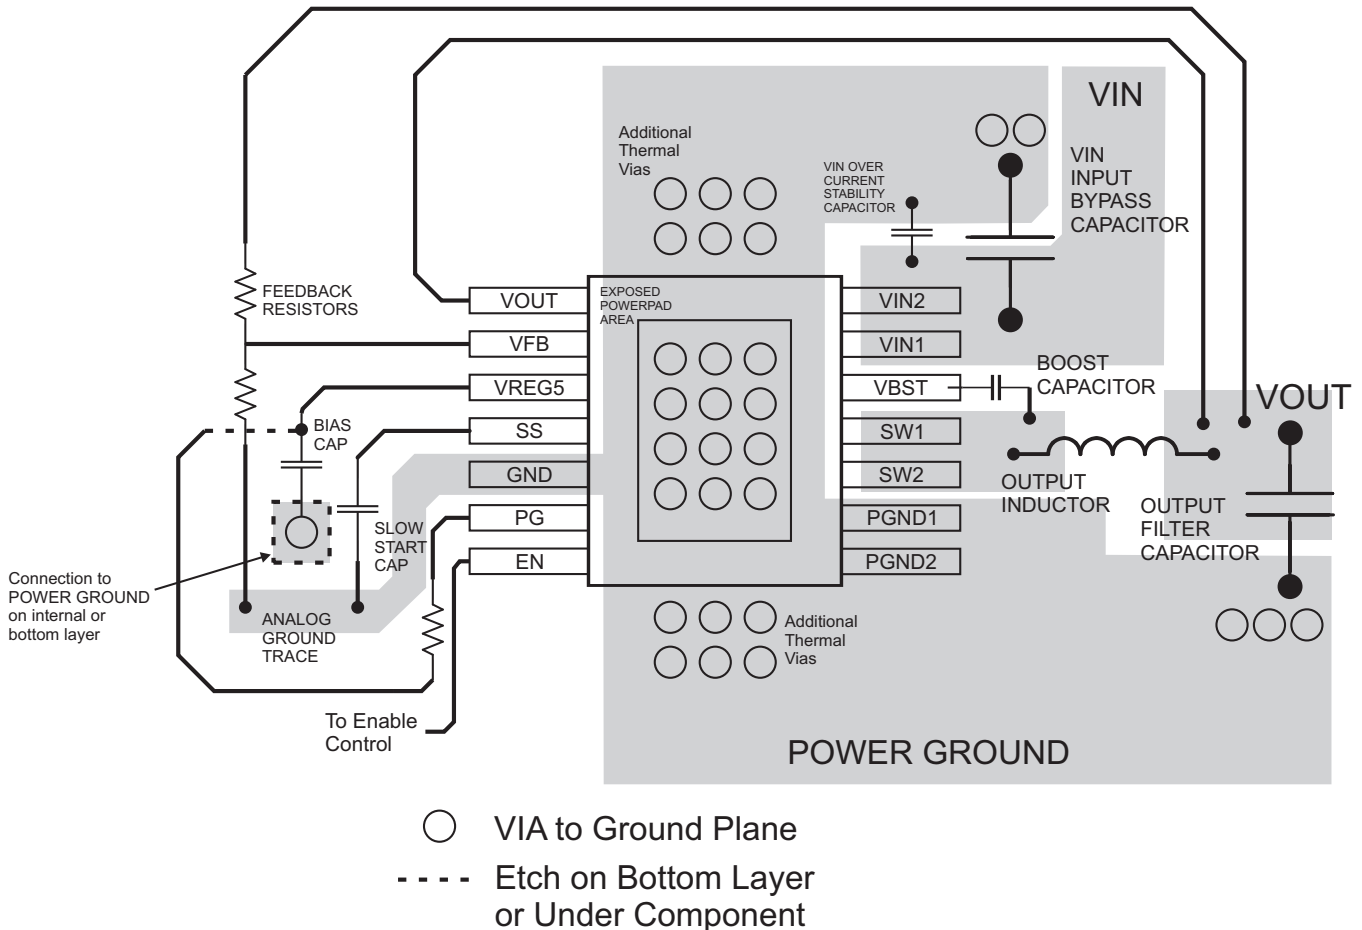 VIN
Additional
Thermal
Vias
VIN OVER
CURRENT
STABILITY
CAPACITOR
VIN
INPUT
BYPASS
CAPACITOR
FEEDBACK
RESISTORS
VOUT
VFB
VREG5
SS
GND
PG
EN
EXPOSED
POWERPAD
AREA
VIN2
VIN1
VBST
SW1
SW2
PGND1
PGND2
BOOST
CAPACITOR
VOUT
BIAS
CAP
OUTPUT
INDUCTOR
OUTPUT
FILTER
CAPACITOR
SLOW
START
CAP
Connection to
POWER GROUND
on internal or
bottom layer
ANALOG
GROUND
TRACE
Additional
Thermal
Vias
To Enable
Control
POWER GROUND
VIA to Ground Plane
Etch on Bottom Layer
or Under Component